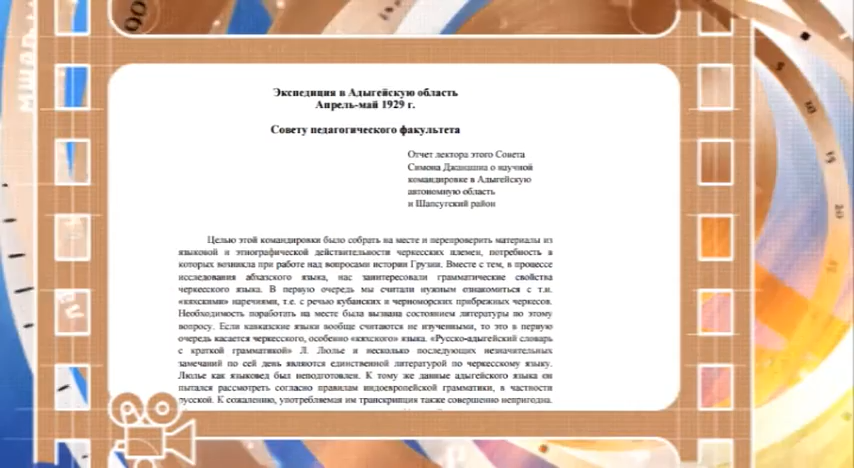 Экспедиция в Адыгейскую область
Апрель-май 1929 г.
Совету педагогического факультета
Отчет лектора этого Совета
Симона Джанашиа о научной
командировке в Адыгейскую
автономную область
и Шапсугский район
Целью этой командировки было собрать на месте и перепроверить материалы из
языковой и этнографической действительности черкесских племен, потребность в
которых возникла при работе над вопросами истории Грузии. Вместе с тем, в процессе
исследования абхазского языка, нас заинтересовали грамматические свойства
черкесского языка. В первую очередь мы считали нужным ознакомиться с т.н.
«кяхскими» наречиями, т.е. с речью кубанских и черноморских прибрежных черкесов.
Необходимость поработать на месте была вызвана состоянием литературы по этому
вопросу. Если кавказские языки вообще считаются не изученными, то это в первую
очередь касается черкесского, особенно «кяхского» языка. «Русско-адыгейский словарь
с краткой грамматикой» Л. Люлье и несколько последующих незначительных
замечаний по сей день являются единственной литературой по черкесскому языку.
Люлье как языковед был неподготовлен. К тому же данные адыгейского языка он
пытался рассмотреть согласно правилам индоевропейской грамматики, в частности
русской. К сожалению, употребляемая им транскрипция также совершенно непригодна.